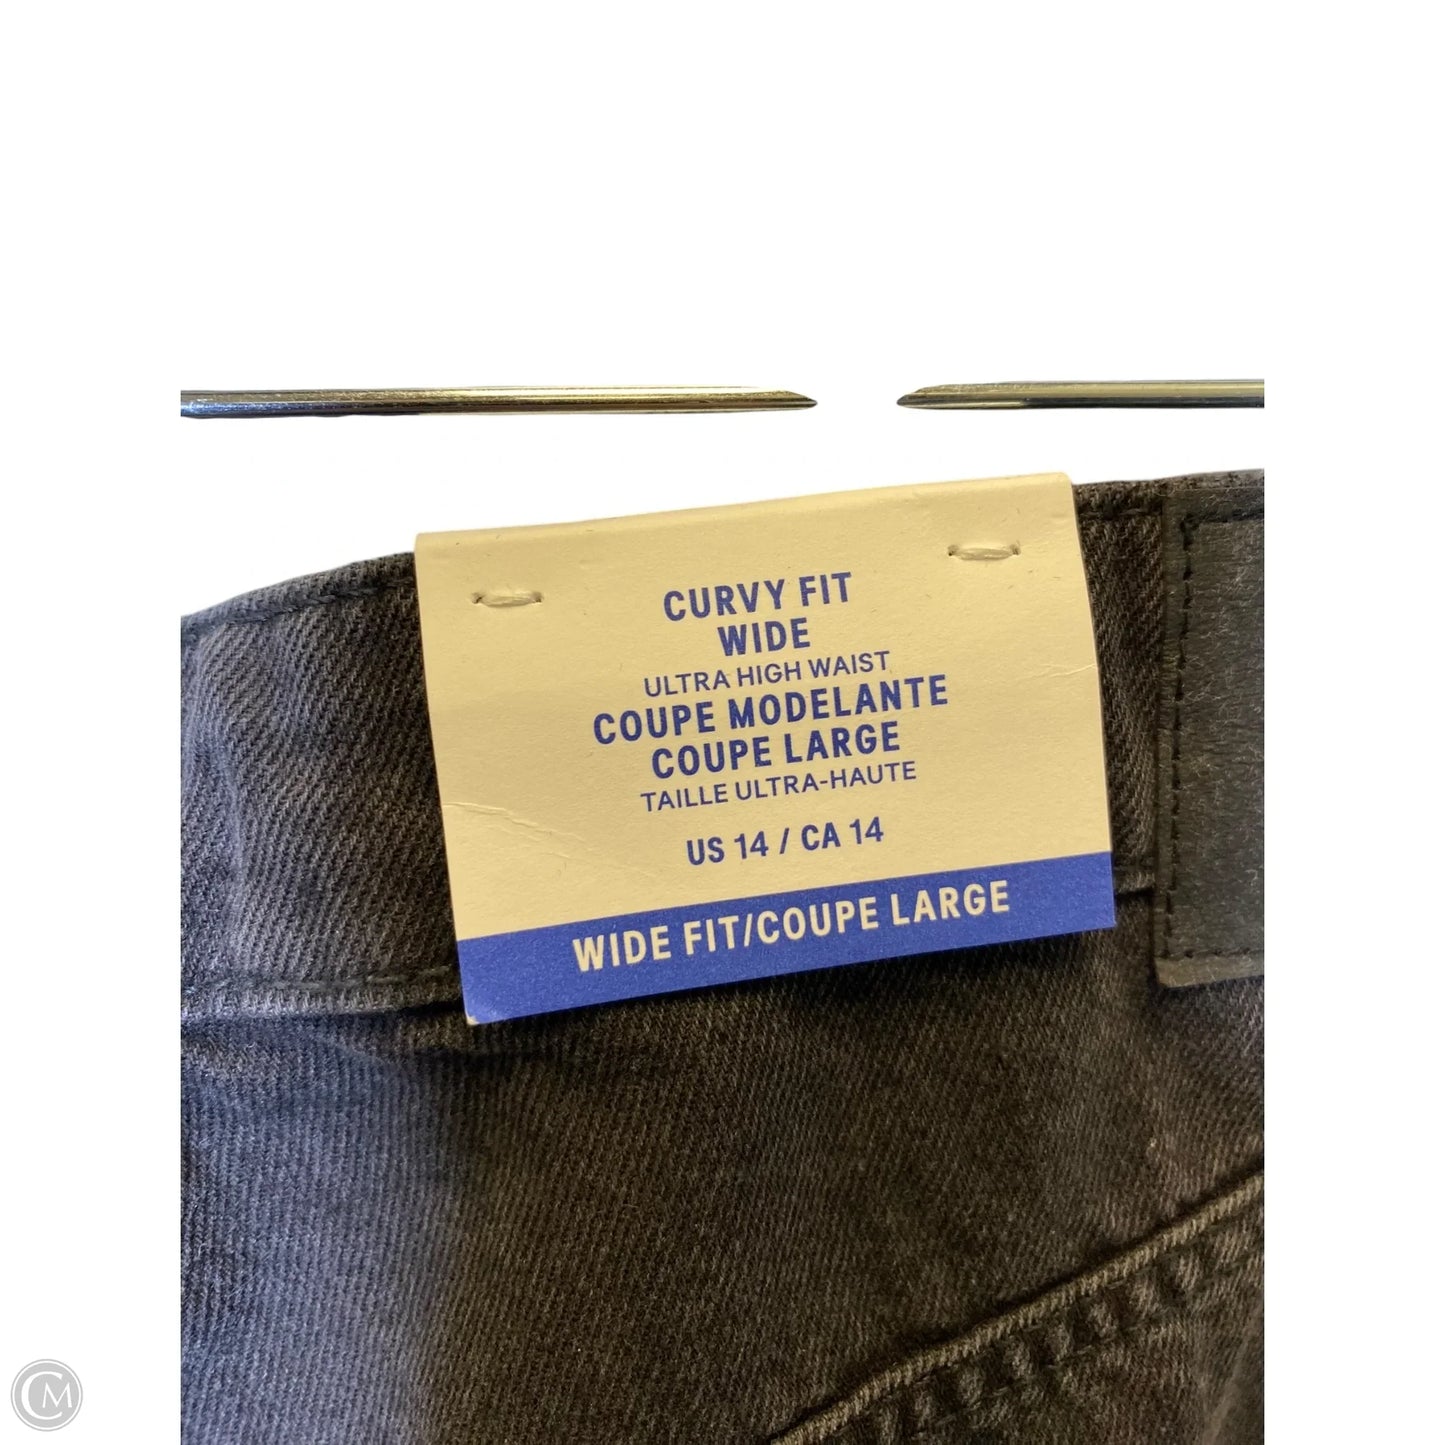 CURVY FIT
WIDE
ULTRA HIGH WAIST
COUPE MODELANTE
COUPE LARGE
TAILLE ULTRA-HAUTE
US 14 / CA 14
WIDE FIT/COUPE LARGE
CM